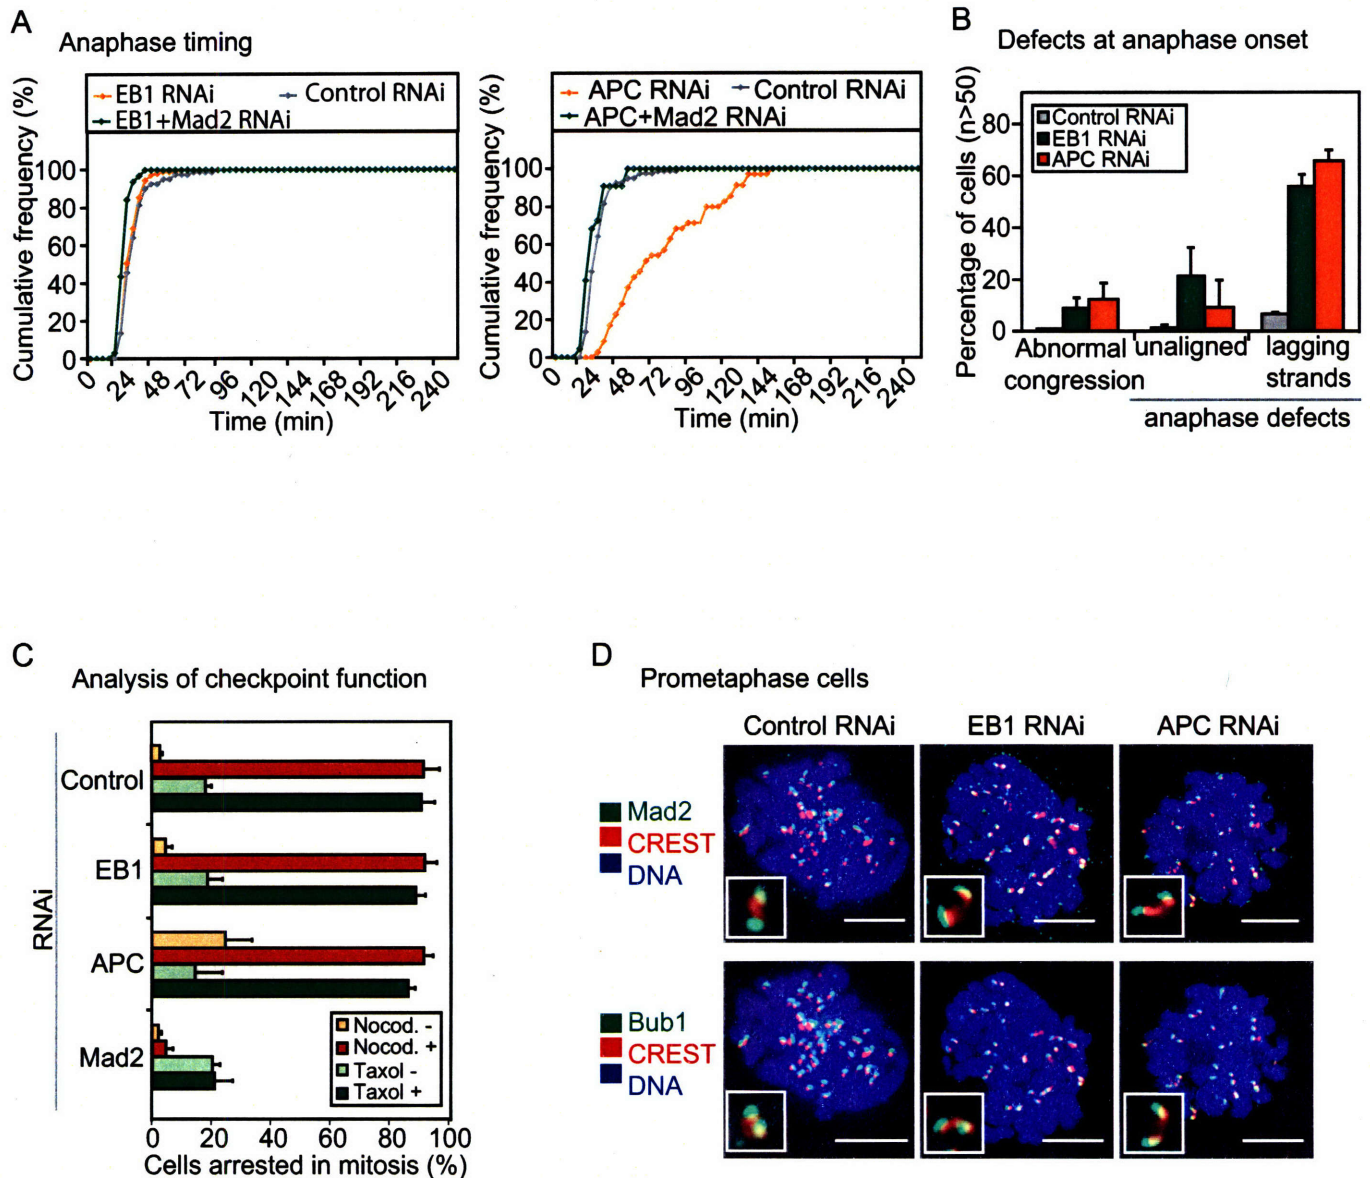 A
Anaphase timing
Cumulative frequency (%)
EB1 RNAi
Control RNAi
EB1+Mad2 RNAi
100
80
60
40
20
0
0 24 48 72 96 120 144 168 192 216 240
Time (min)
Cumulative frequency (%)
APC RNAi
Control RNAi
APC+Mad2 RNAi
100
80
60
40
20
0
0 24 48 72 96 120 144 168 192 216 240
Time (min)
B
Defects at anaphase onset
Percentage of cells (n>50)
Control RNAi
EB1 RNAi
APC RNAi
80
60
40
20
0
Abnormal congression
unaligned
lagging strands
anaphase defects
C
Analysis of checkpoint function
RNAi
Control
EB1
APC
Mad2
Nocod. -
Nocod. +
Taxol -
Taxol +
0 20 40 60 80 100
Cells arrested in mitosis (%)
D
Prometaphase cells
Control RNAi
EB1 RNAi
APC RNAi
Mad2
CREST
DNA
Bub1
CREST
DNA